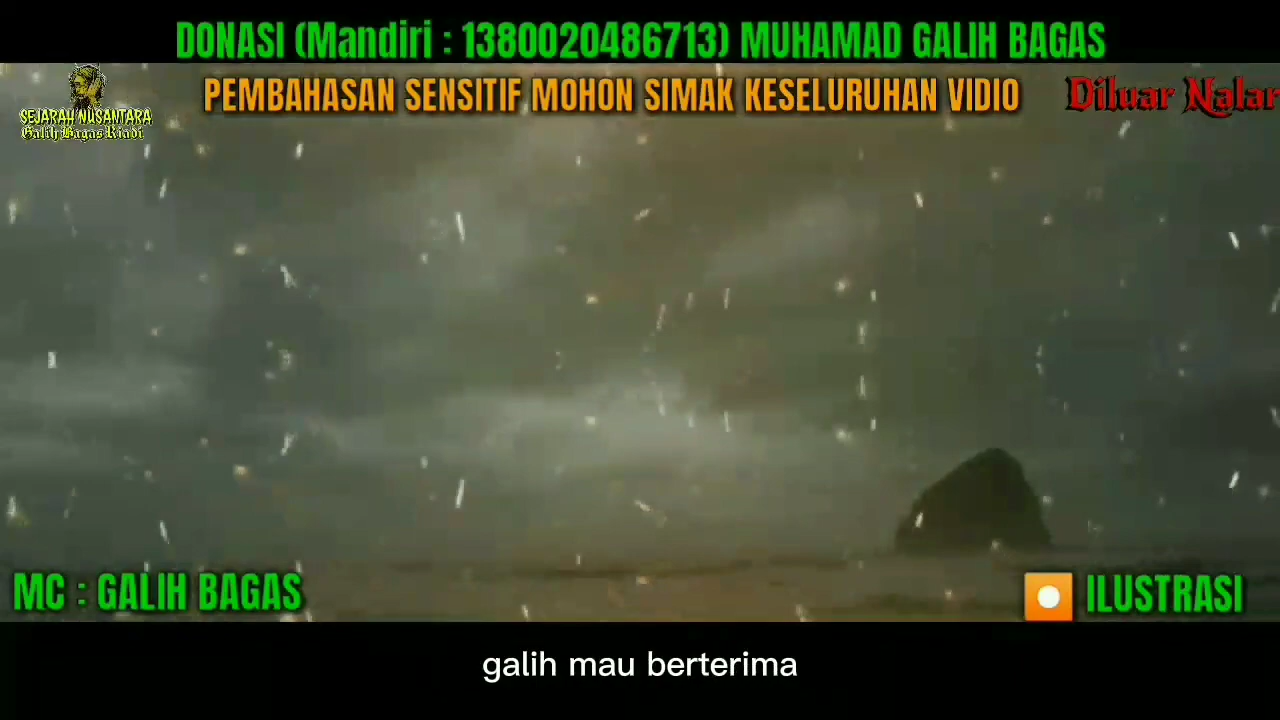 DONASI (Mandiri : 1380020486713) MUHAMAD GALIH BAGAS
PEMBAHASAN SENSITIF MOHON SIMAK KESELURUHAN VIDIO
Diluar Nalar
SEJARAH NUSANTARA
Galih Bagas Riadi
MC : GALIH BAGAS
ILUSTRASI
galih mau berterima